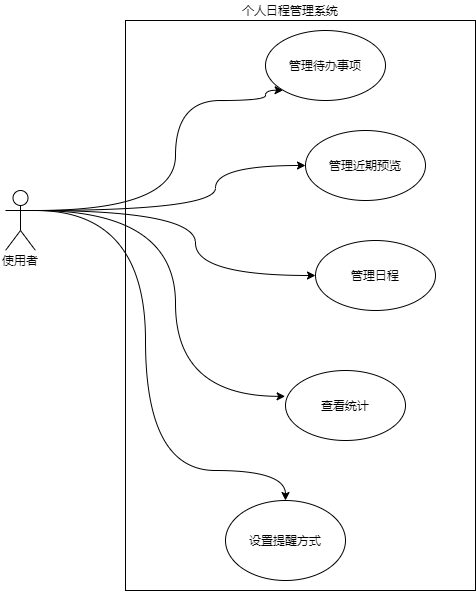 个人日程管理系统
管理待办事项
管理近期预览
使用者
管理日程
查看统计
设置提醒方式